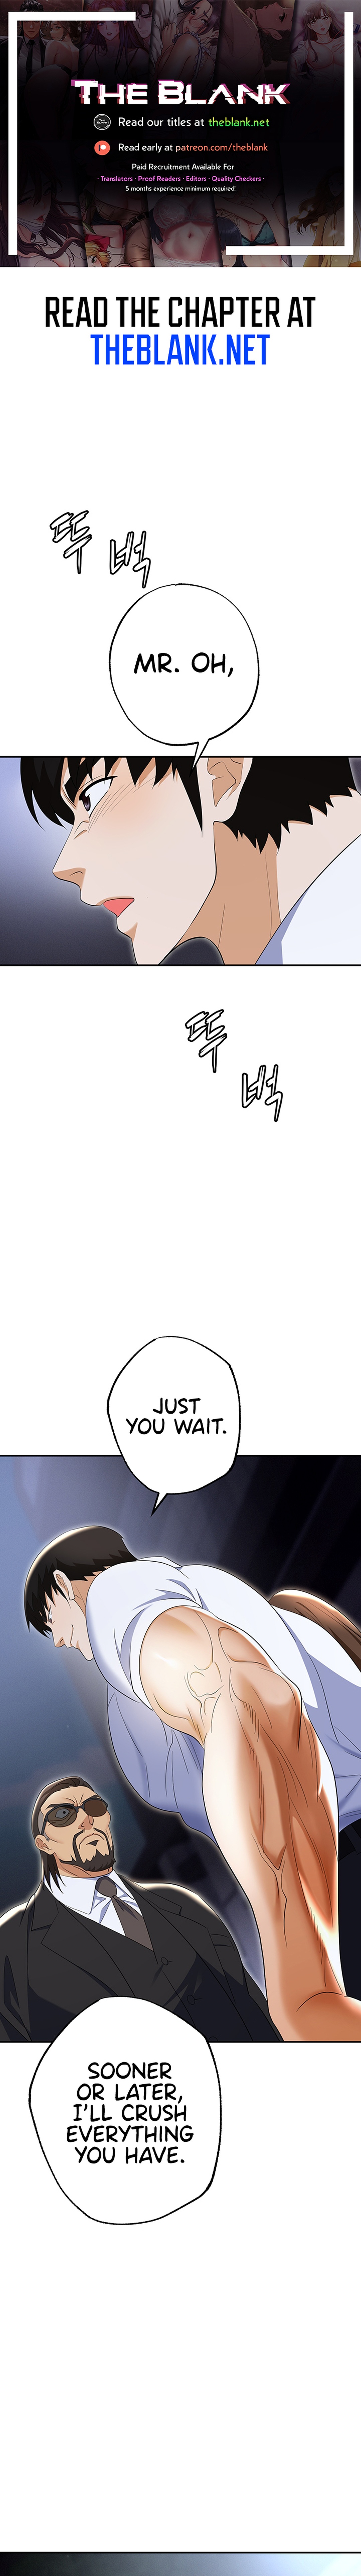 THE BLANK
Read our titles at theblank.net
Read early at patreon.com/theblank
Paid Recruitment Available For
· Translators · Proof Readers · Editors · Quality Checkers ·
5 months experience minimum required!
READ THE CHAPTER AT
THEBLANK.NET
뚜
벅
MR. OH,
뚜
벅
JUST
YOU WAIT.
SOONER
OR LATER,
I'LL CRUSH
EVERYTHING
YOU HAVE.